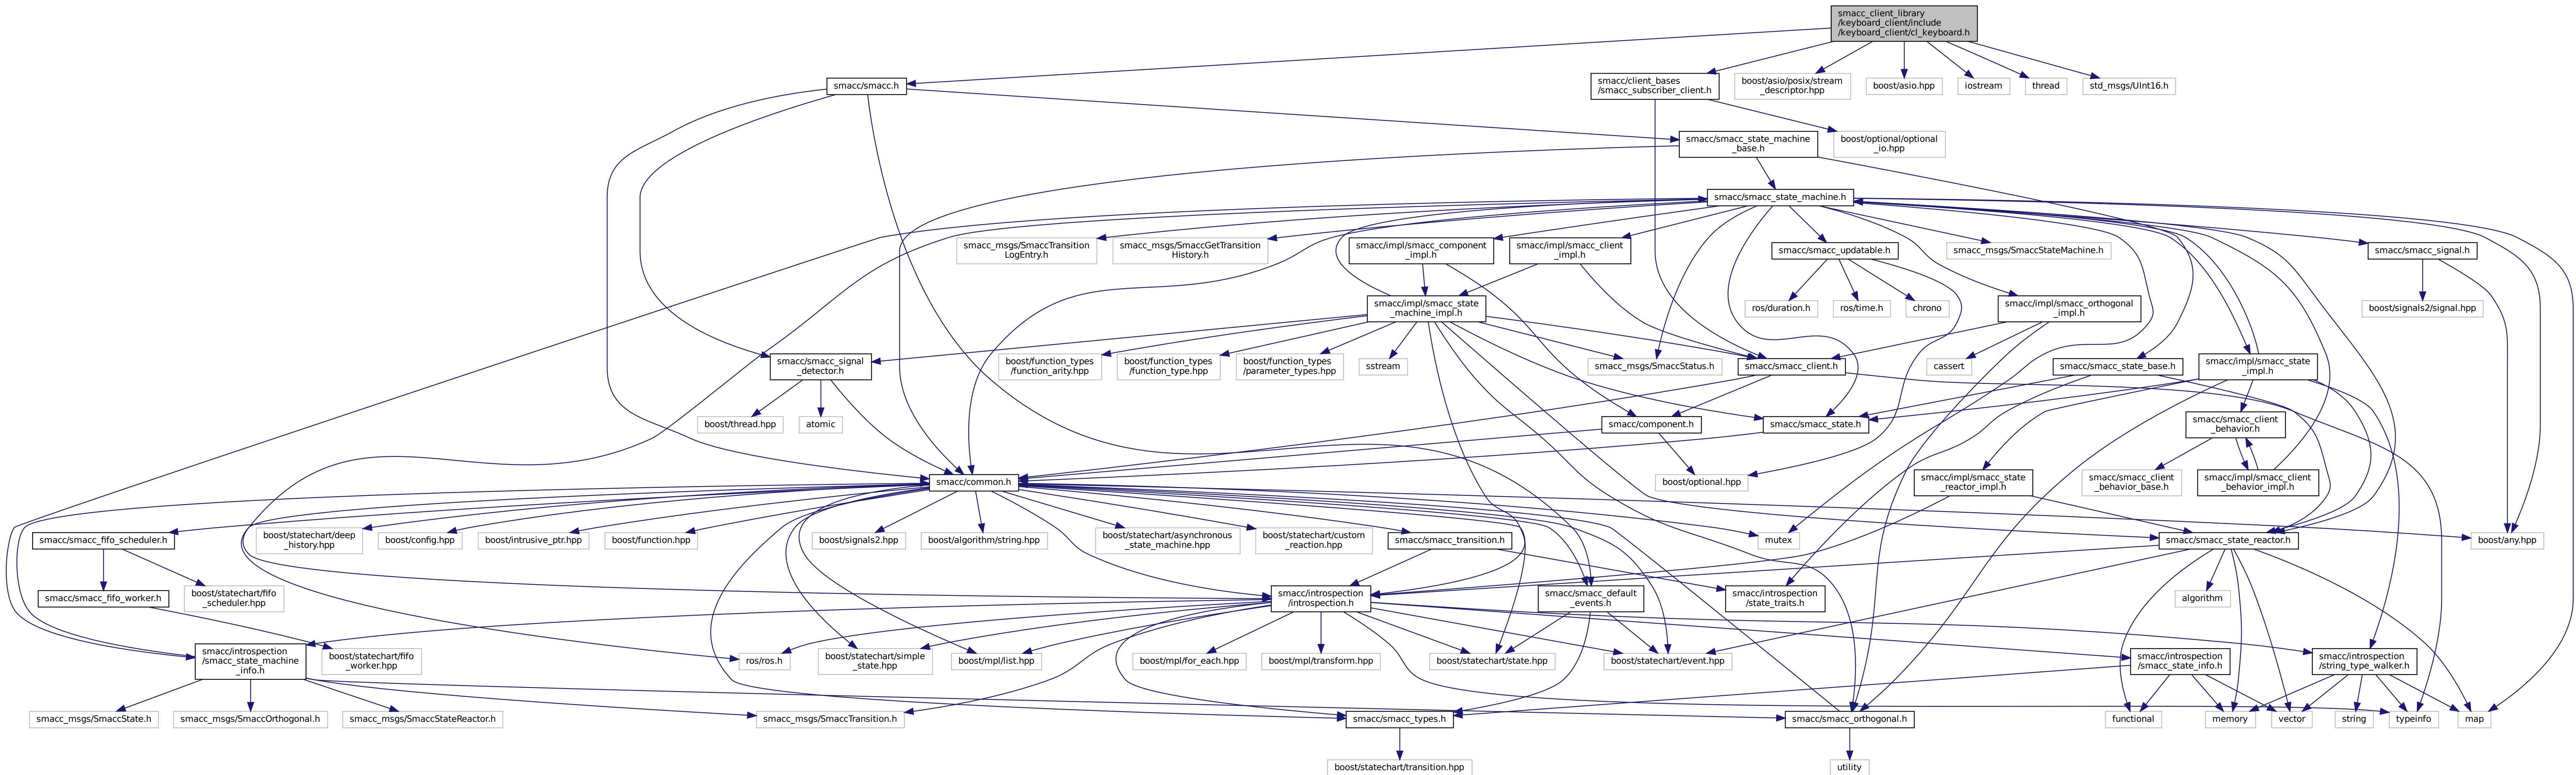 smacc_client_library
/keyboard_client/include
/keyboard_client/cl_keyboard.h
smacc/smacc.h
smacc/client_bases
/smacc_subscriber_client.h
boost/asio/posix/stream
_descriptor.hpp
boost/asio.hpp
iostream
thread
std_msgs/UInt16.h
smacc/smacc_state_machine
_base.h
boost/optional/optional
_io.hpp
smacc/smacc_state_machine.h
smacc_msgs/SmaccTransition
LogEntry.h
smacc_msgs/SmaccGetTransition
History.h
smacc/impl/smacc_component
_impl.h
smacc/impl/smacc_client
_impl.h
smacc/smacc_updatable.h
smacc_msgs/SmaccStateMachine.h
smacc/smacc_signal.h
smacc/impl/smacc_state
_machine_impl.h
ros/duration.h
ros/time.h
chrono
smacc/impl/smacc_orthogonal
_impl.h
boost/signals2/signal.hpp
smacc/smacc_signal
_detector.h
boost/function_types
/function_arity.hpp
boost/function_types
/function_type.hpp
boost/function_types
/parameter_types.hpp
sstream
smacc_msgs/SmaccStatus.h
smacc/smacc_client.h
cassert
smacc/smacc_state_base.h
smacc/impl/smacc_state
_impl.h
boost/thread.hpp
atomic
smacc/component.h
smacc/smacc_state.h
smacc/smacc_client
_behavior.h
smacc/common.h
boost/optional.hpp
smacc/impl/smacc_state
_reactor_impl.h
smacc/smacc_client
_behavior_base.h
smacc/impl/smacc_client
_behavior_impl.h
smacc/smacc_fifo_scheduler.h
boost/statechart/deep
_history.hpp
boost/config.hpp
boost/intrusive_ptr.hpp
boost/function.hpp
boost/signals2.hpp
boost/algorithm/string.hpp
boost/statechart/asynchronous
_state_machine.hpp
boost/statechart/custom
_reaction.hpp
smacc/smacc_transition.h
mutex
smacc/smacc_state_reactor.h
boost/any.hpp
smacc/smacc_fifo_worker.h
boost/statechart/fifo
_scheduler.hpp
smacc/introspection
/introspection.h
smacc/smacc_default
_events.h
smacc/introspection
/state_traits.h
algorithm
smacc/introspection
/smacc_state_machine
_info.h
boost/statechart/fifo
_worker.hpp
ros/ros.h
boost/statechart/simple
_state.hpp
boost/mpl/list.hpp
boost/mpl/for_each.hpp
boost/mpl/transform.hpp
boost/statechart/state.hpp
boost/statechart/event.hpp
smacc/introspection
/smacc_state_info.h
smacc/introspection
/string_type_walker.h
smacc_msgs/SmaccState.h
smacc_msgs/SmaccOrthogonal.h
smacc_msgs/SmaccStateReactor.h
smacc_msgs/SmaccTransition.h
smacc/smacc_types.h
smacc/smacc_orthogonal.h
functional
memory
vector
string
typeinfo
map
boost/statechart/transition.hpp
utility